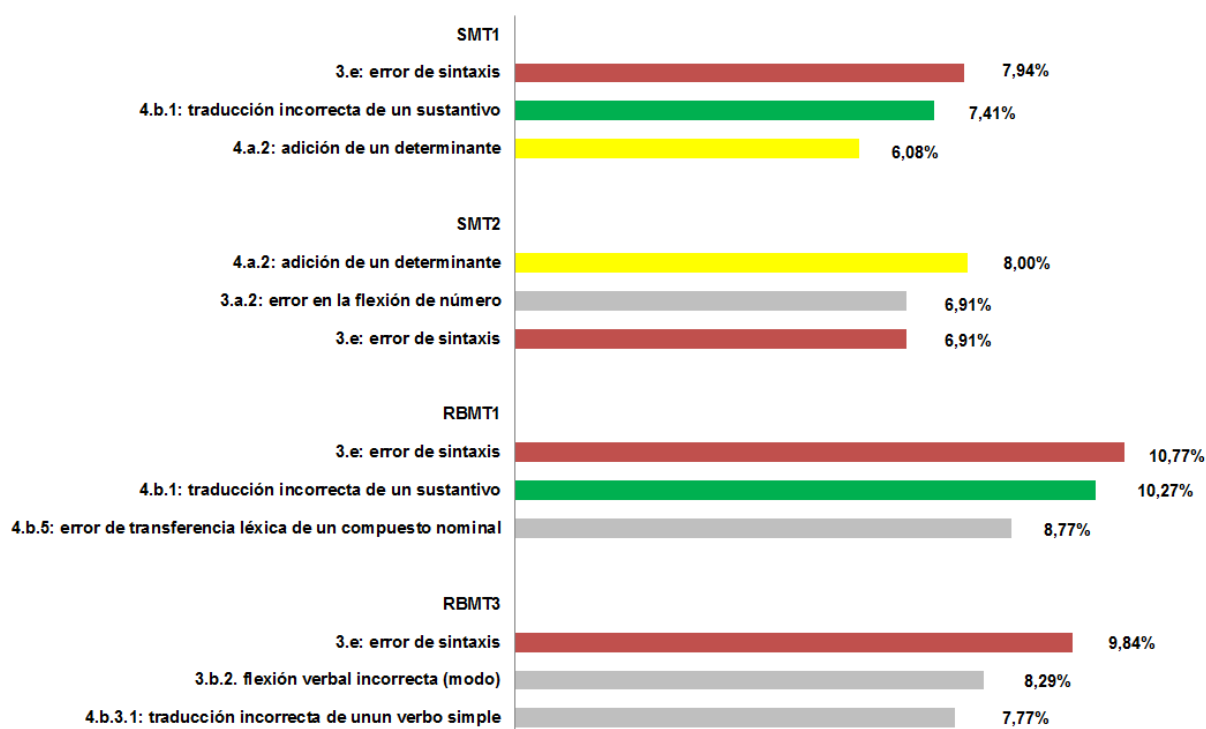 SMT1
3.e: error de sintaxis 7,94%
4.b.1: traducción incorrecta de un sustantivo 7,41%
4.a.2: adición de un determinante 6,08%
SMT2
4.a.2: adición de un determinante 8,00%
3.a.2: error en la flexión de número 6,91%
3.e: error de sintaxis 6,91%
RBMT1
3.e: error de sintaxis 10,77%
4.b.1: traducción incorrecta de un sustantivo 10,27%
4.b.5: error de transferencia léxica de un compuesto nominal 8,77%
RBMT3
3.e: error de sintaxis 9,84%
3.b.2. flexión verbal incorrecta (modo) 8,29%
4.b.3.1: traducción incorrecta de unun verbo simple 7,77%